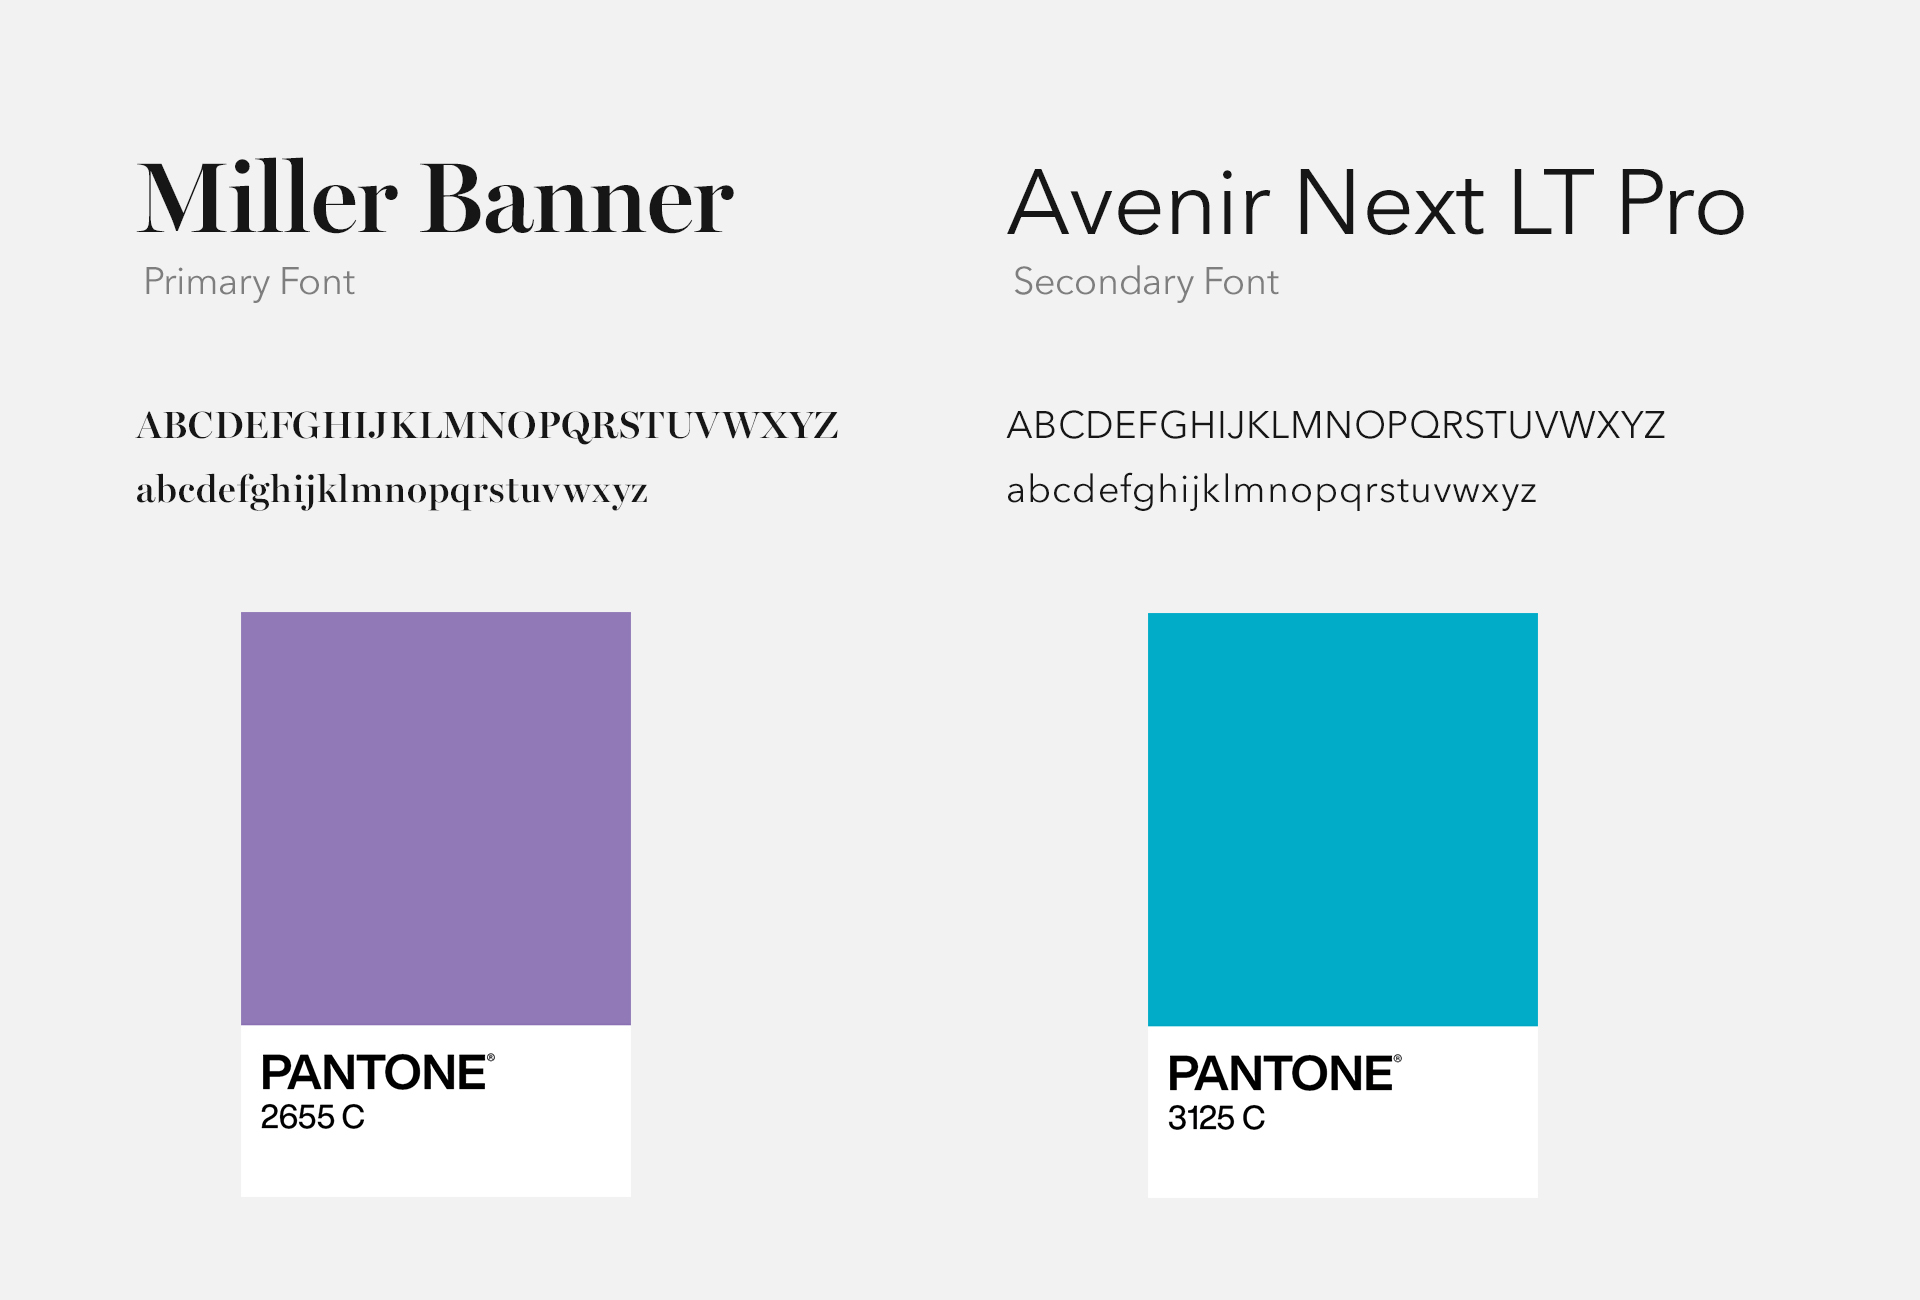 Miller Banner
Primary Font
ABCDEFGHIJKLMNOPQRSTUVWXYZ
abcdefghijklmnopqrstuvwxyz
PANTONE®
2655 C
Avenir Next LT Pro
Secondary Font
ABCDEFGHIJKLMNOPQRSTUVWXYZ
abcdefghijklmnopqrstuvwxyz
PANTONE®
3125 C